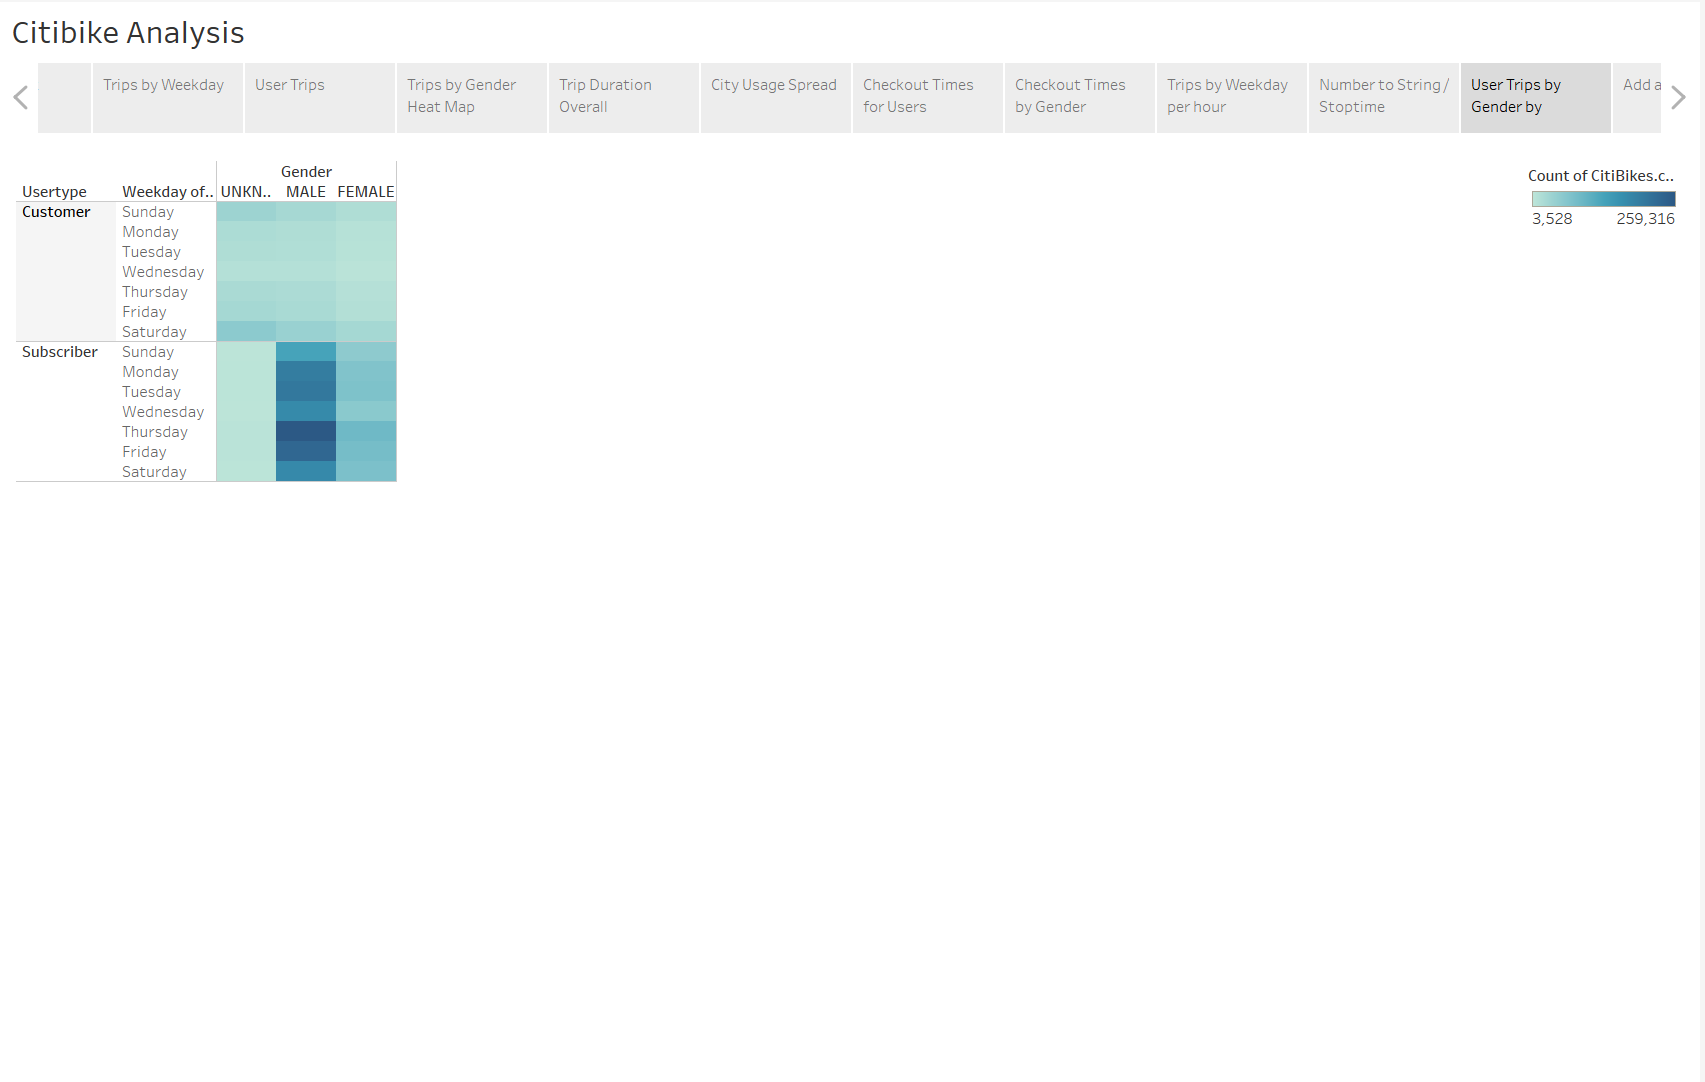 Citibike Analysis
Trips by Weekday
User Trips
Trips by Gender
Heat Map
Trip Duration
Overall
City Usage Spread
Checkout Times
for Users
Checkout Times
by Gender
Trips by Weekday
per hour
Number to String /
Stoptime
User Trips by
Gender by
Add a
Gender
Usertype Weekday of.. UNKN.. MALE FEMALE
Customer Sunday
Monday
Tuesday
Wednesday
Thursday
Friday
Saturday
Subscriber Sunday
Monday
Tuesday
Wednesday
Thursday
Friday
Saturday
Count of CitiBikes.c..
3,528 259,316